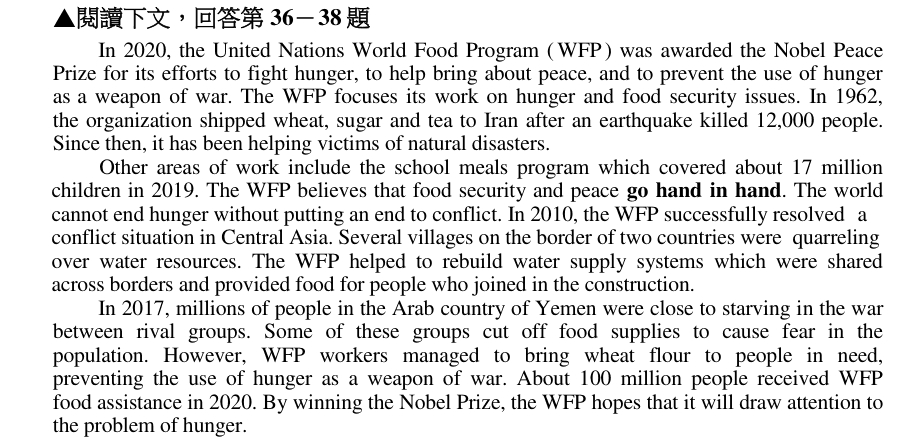 ▲閱讀下文，回答第 36－38 題
In 2020, the United Nations World Food Program (WFP) was awarded the Nobel Peace
Prize for its efforts to fight hunger, to help bring about peace, and to prevent the use of hunger
as a weapon of war. The WFP focuses its work on hunger and food security issues. In 1962,
the organization shipped wheat, sugar and tea to Iran after an earthquake killed 12,000 people.
Since then, it has been helping victims of natural disasters.
Other areas of work include the school meals program which covered about 17 million
children in 2019. The WFP believes that food security and peace go hand in hand. The world
cannot end hunger without putting an end to conflict. In 2010, the WFP successfully resolved a
conflict situation in Central Asia. Several villages on the border of two countries were quarreling
over water resources. The WFP helped to rebuild water supply systems which were shared
across borders and provided food for people who joined in the construction.
In 2017, millions of people in the Arab country of Yemen were close to starving in the war
between rival groups. Some of these groups cut off food supplies to cause fear in the
population. However, WFP workers managed to bring wheat flour to people in need,
preventing the use of hunger as a weapon of war. About 100 million people received WFP
food assistance in 2020. By winning the Nobel Prize, the WFP hopes that it will draw attention to
the problem of hunger.